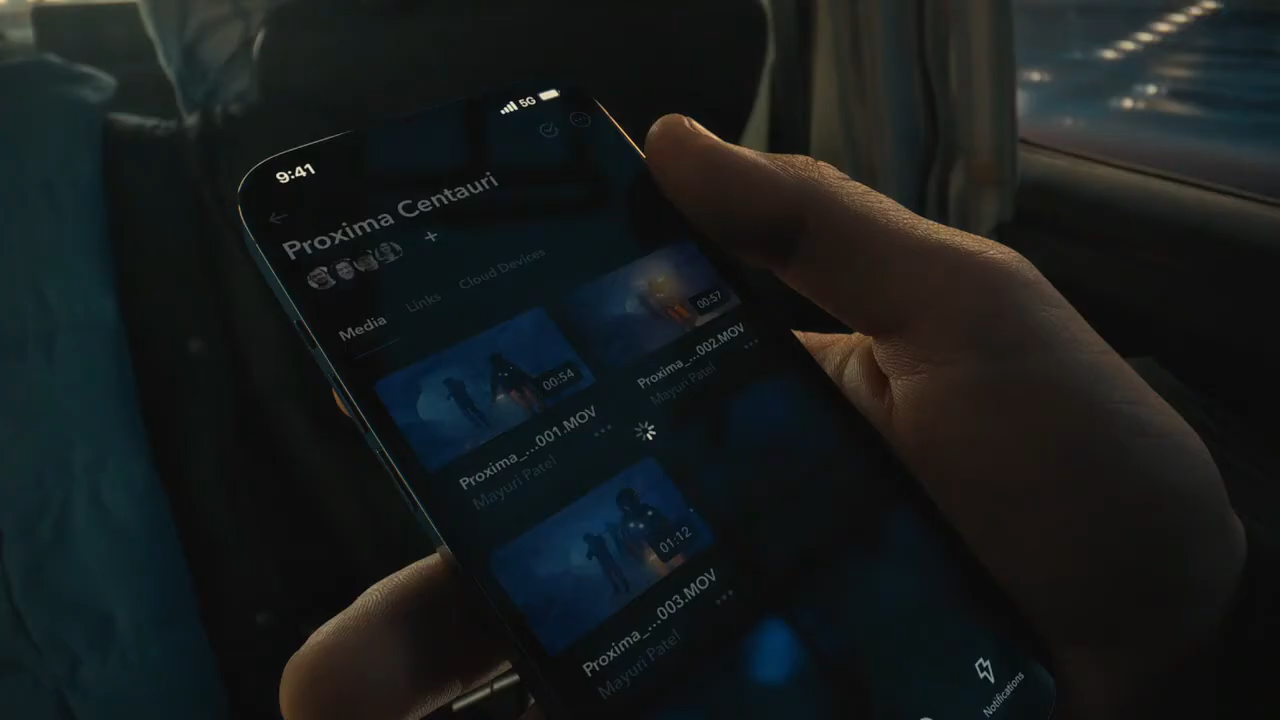 9:41
5G
Proxima Centauri
+
Media Links Cloud Devices
00:54
00:57
Proxima_...001.MOV
Mayuri Patel
Proxima_...002.MOV
Mayuri Patel
01:12
Proxima_...003.MOV
Mayuri Patel
Notifications